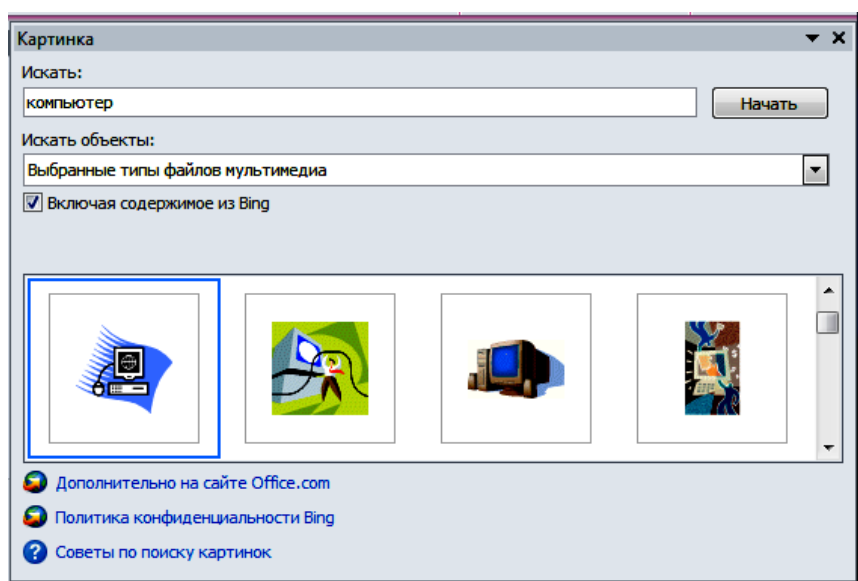 Картинка
Искать:
компьютер
Начать
Искать объекты:
Выбранные типы файлов мультимедиа
Включая содержимое из Bing
Дополнительно на сайте Office.com
Политика конфиденциальности Bing
Советы по поиску картинок